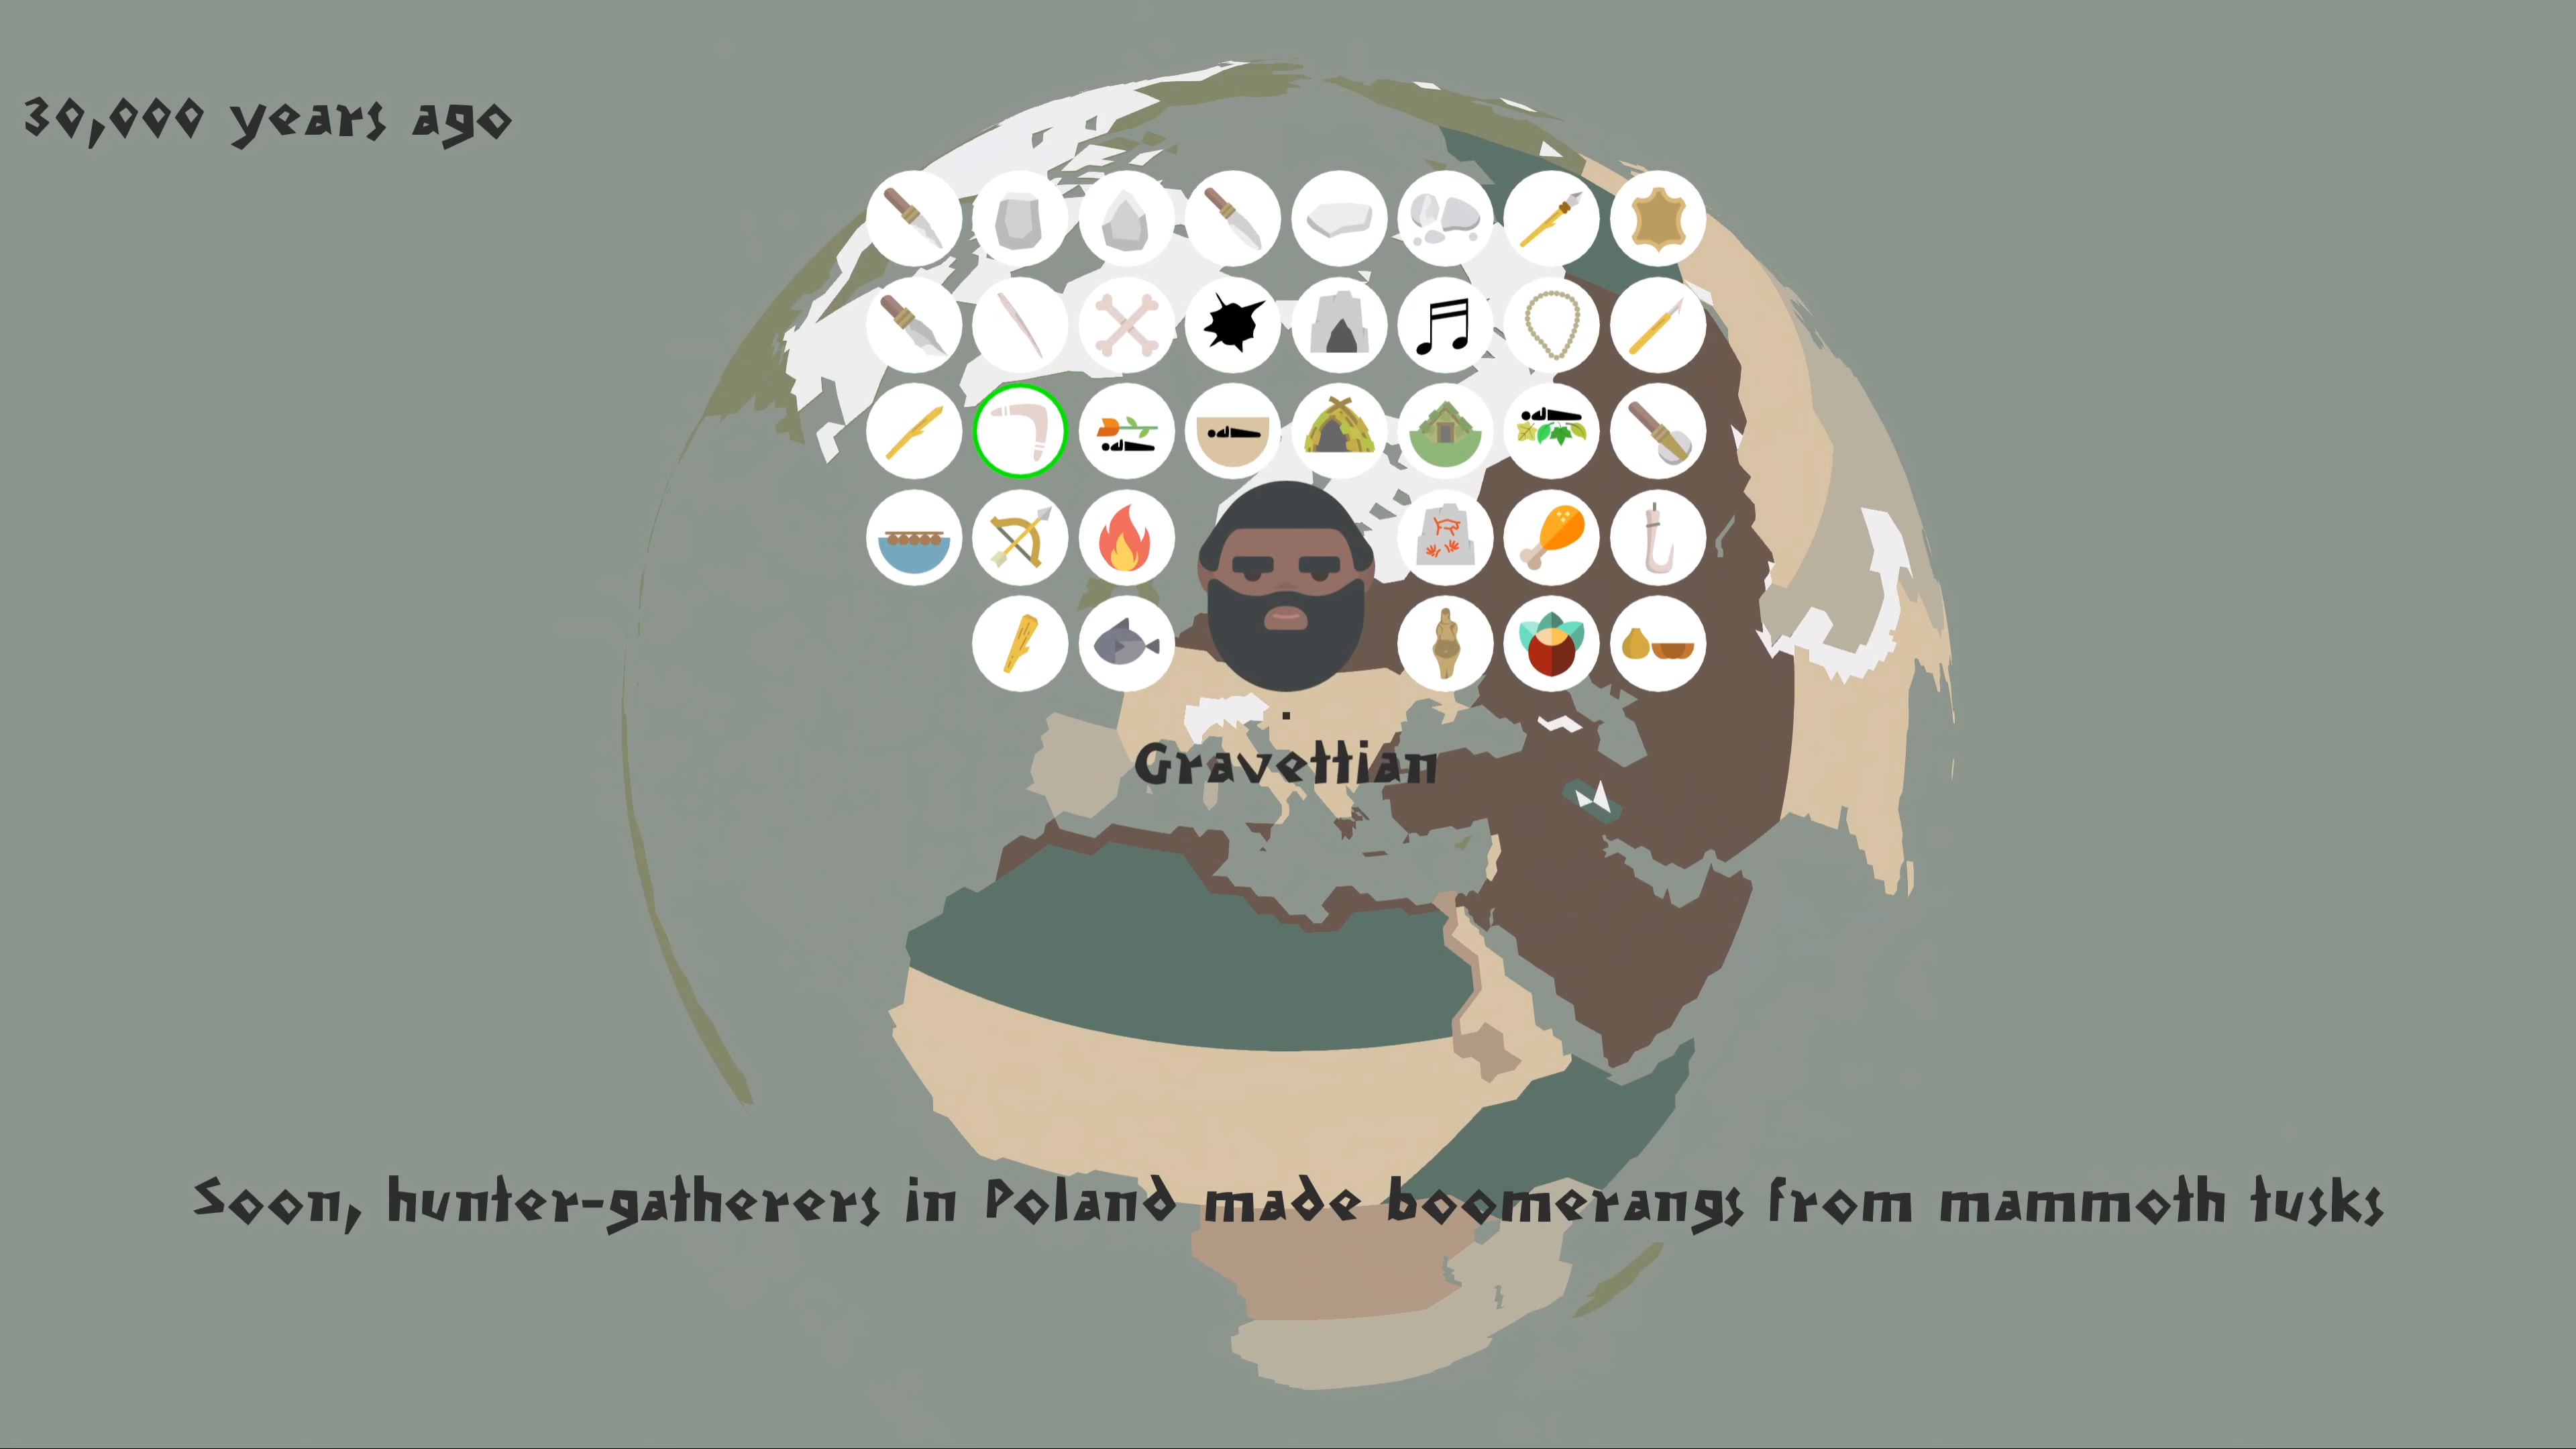 30,000 years ago
Gravettian
Soon, hunter-gatherers in Poland made boomerangs from mammoth tusks